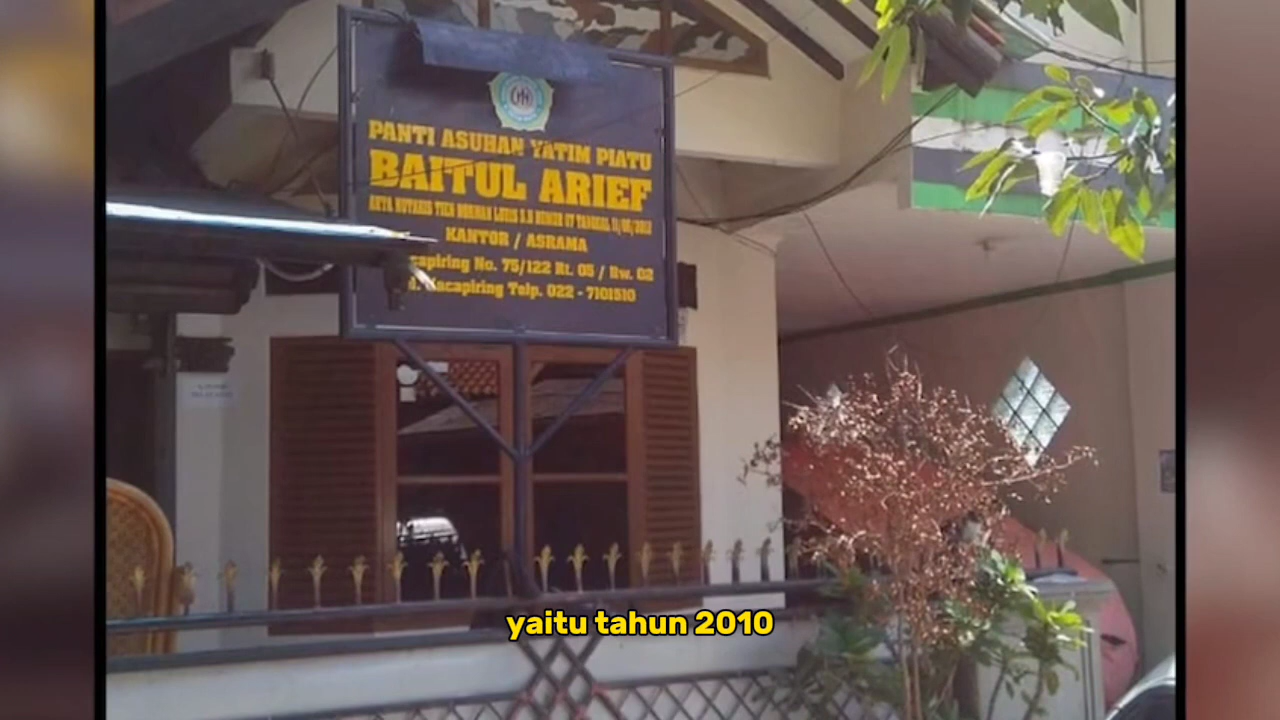 PANTI ASUHAN YATIM PIATU
BAITUL ARIEF
KANTOR / ASRAMA
No. 75/122 Rt. 05 / Rw. 02
Kacapiring Telp. 022 - 7101510
yaitu tahun 2010